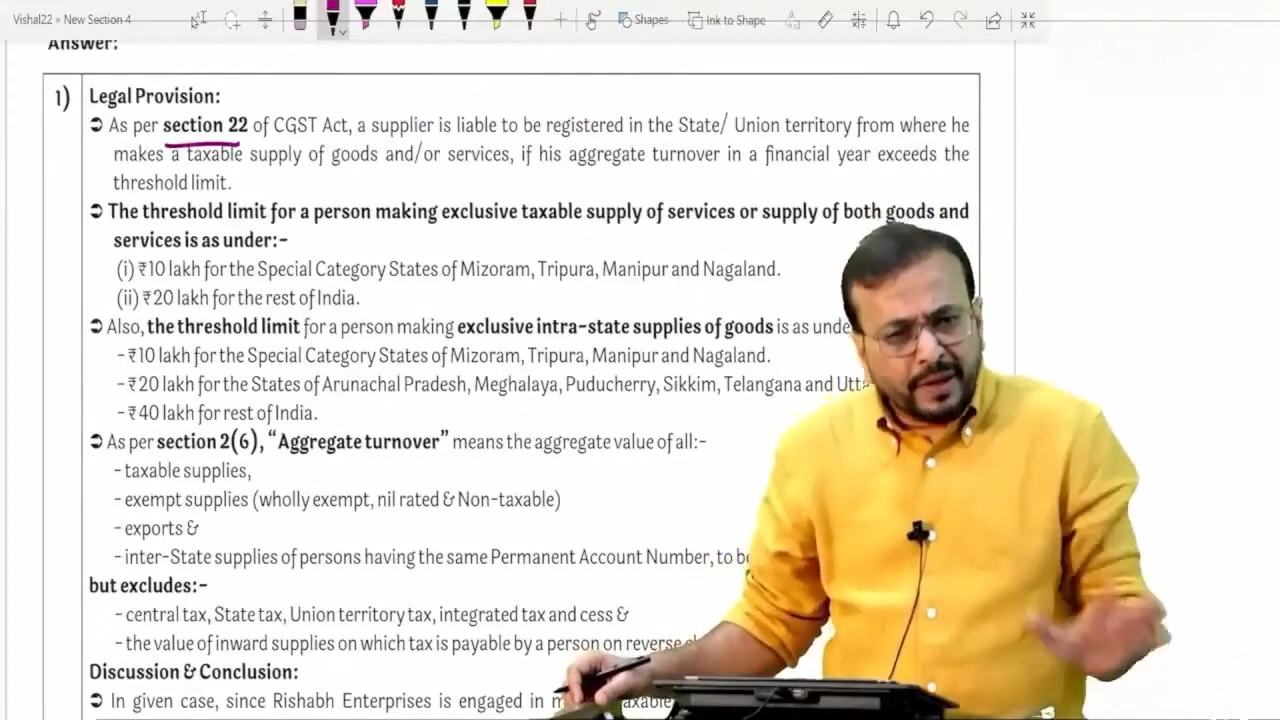 Vishal22 » New Section 4
Shapes
Ink to Shape
Answer:
1)
Legal Provision:
➲ As per section 22 of CGST Act, a supplier is liable to be registered in the State/ Union territory from where he
makes a taxable supply of goods and/or services, if his aggregate turnover in a financial year exceeds the
threshold limit.
➲ The threshold limit for a person making exclusive taxable supply of services or supply of both goods and
services is as under:-
(i) ₹10 lakh for the Special Category States of Mizoram, Tripura, Manipur and Nagaland.
(ii) ₹20 lakh for the rest of India.
➲ Also, the threshold limit for a person making exclusive intra-state supplies of goods is as unde
- ₹10 lakh for the Special Category States of Mizoram, Tripura, Manipur and Nagaland.
- ₹20 lakh for the States of Arunachal Pradesh, Meghalaya, Puducherry, Sikkim, Telangana and Utta
- ₹40 lakh for rest of India.
➲ As per section 2(6), “Aggregate turnover” means the aggregate value of all:-
- taxable supplies,
- exempt supplies (wholly exempt, nil rated & Non-taxable)
- exports &
- inter-State supplies of persons having the same Permanent Account Number, to be
but excludes:-
- central tax, State tax, Union territory tax, integrated tax and cess &
- the value of inward supplies on which tax is payable by a person on reverse
Discussion & Conclusion:
➲ In given case, since Rishabh Enterprises is engaged in